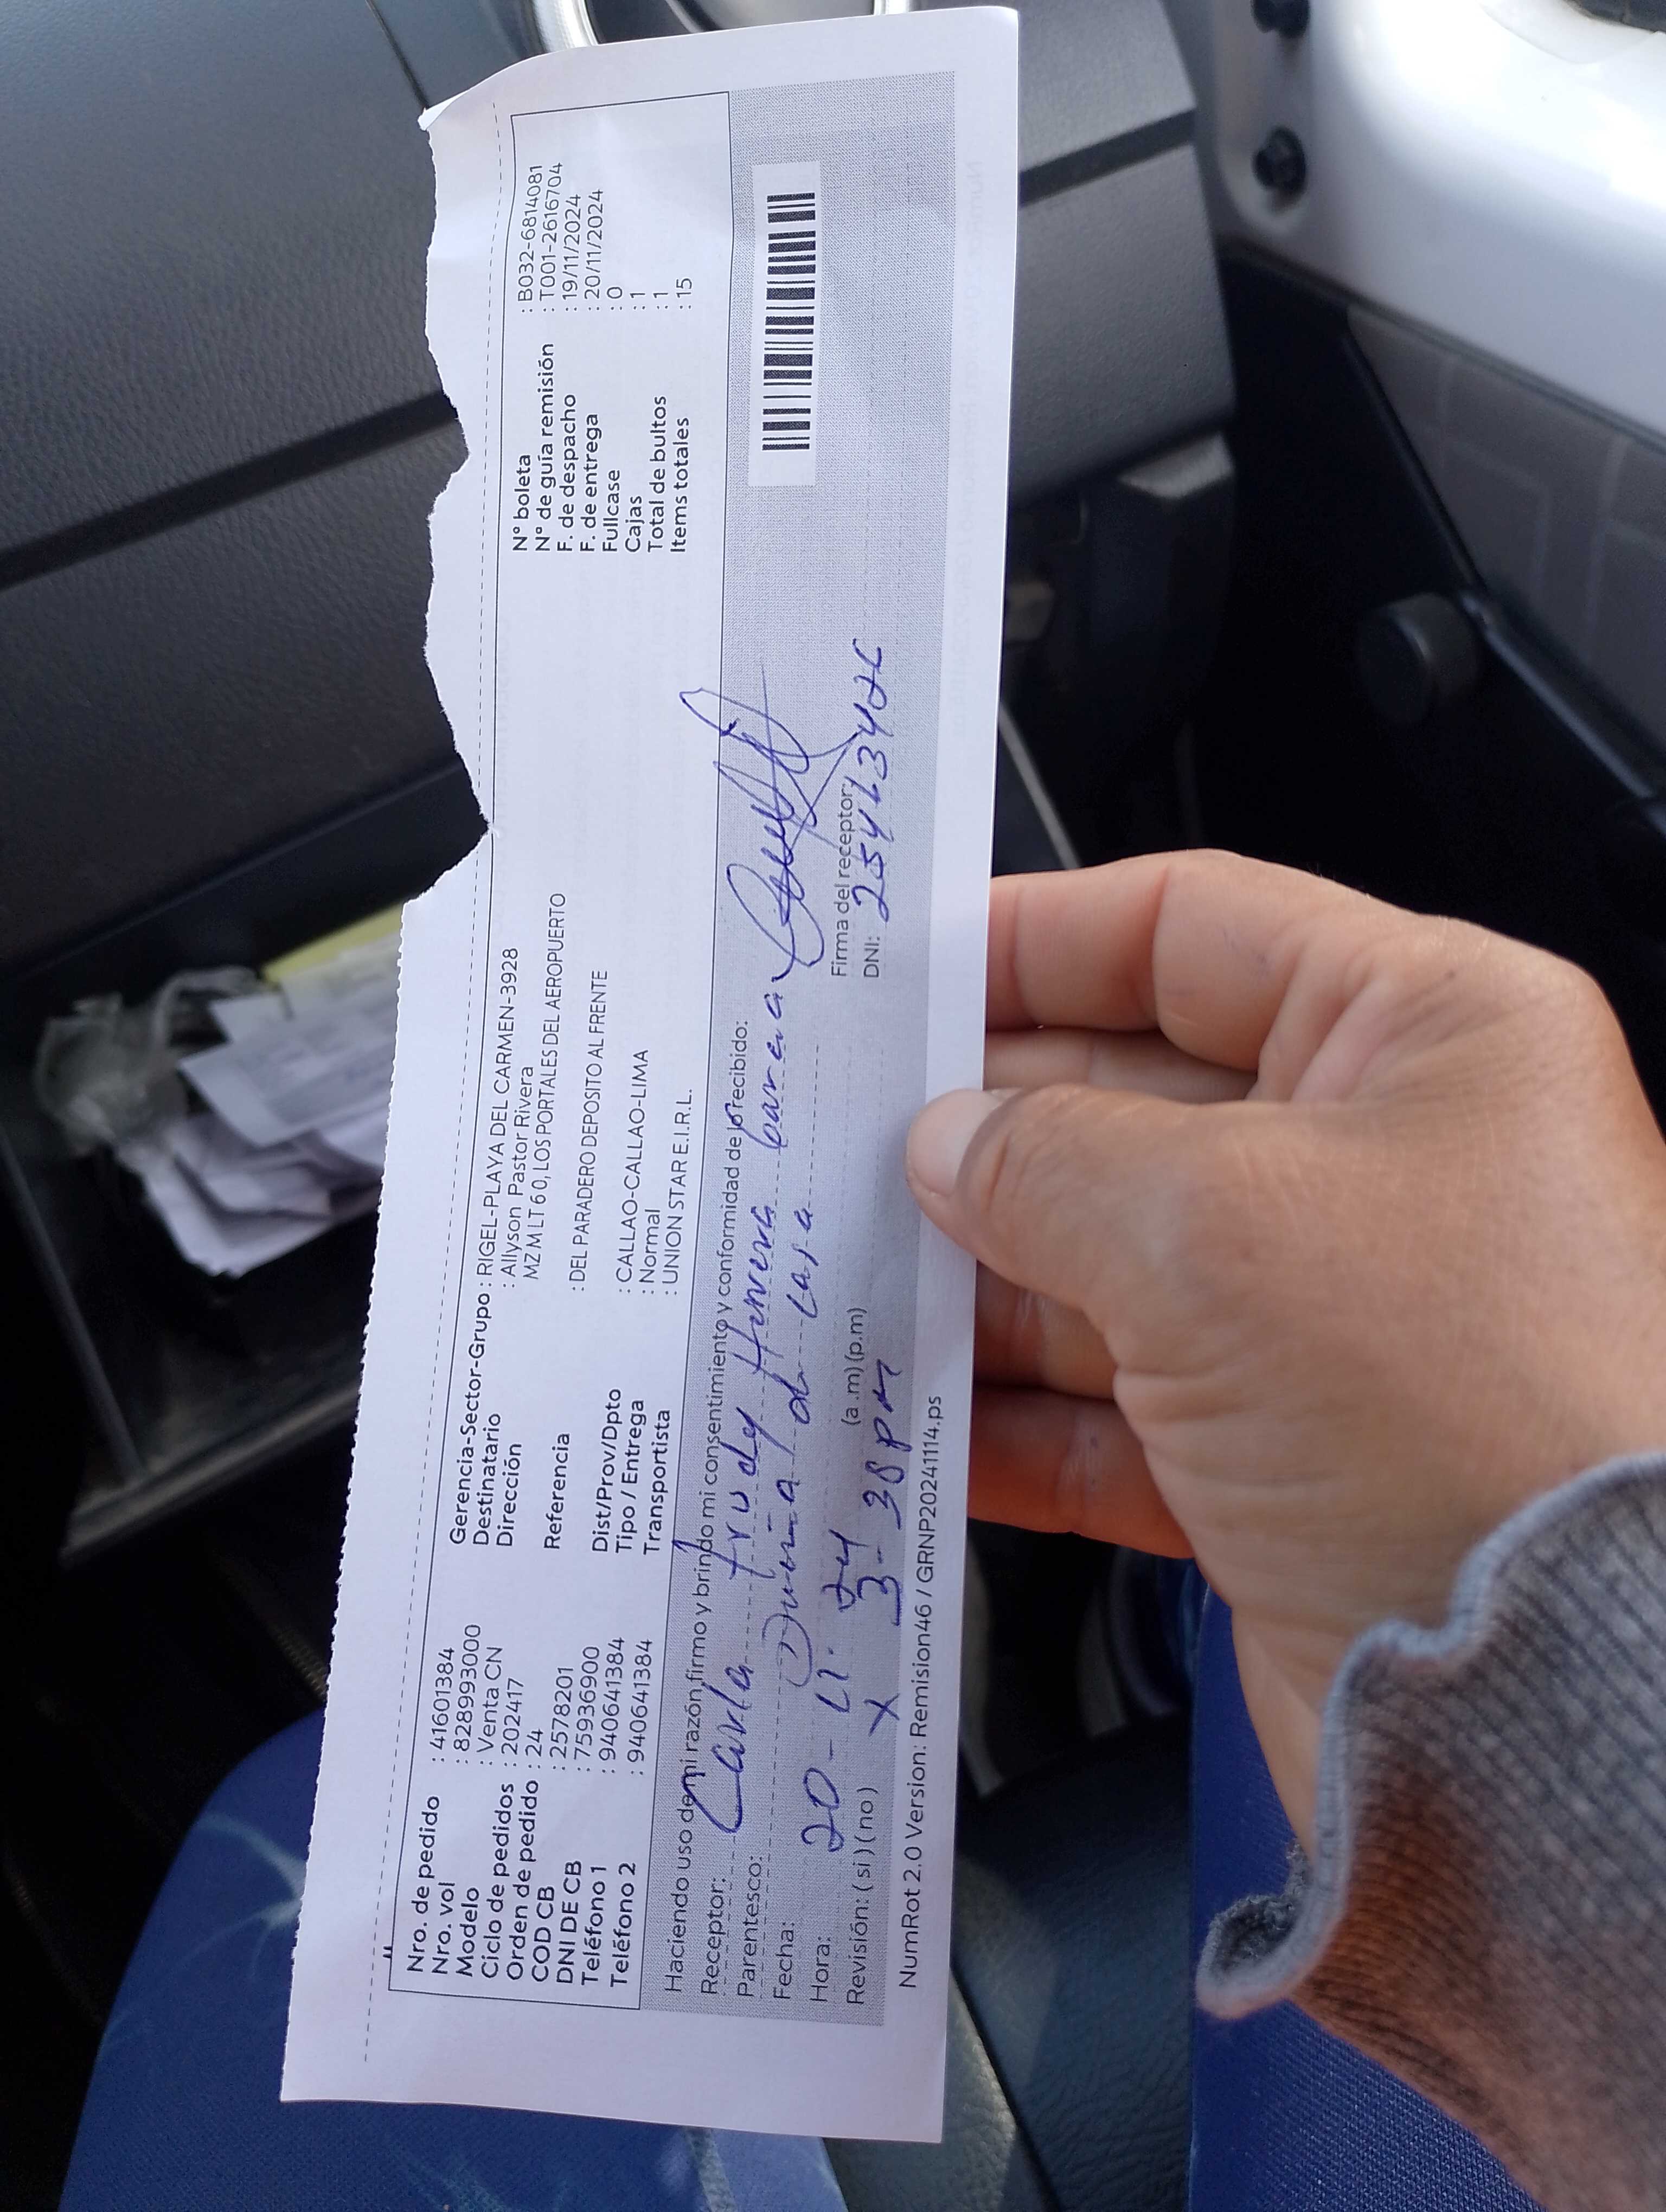 Nro. de pedido : 41601384
Nro. vol : 828993000
Modelo : Venta CN
Ciclo de pedidos : 202417
Orden de pedido : 24
COD CB : 2578201
DNI DE CB : 75936900
Teléfono 1 : 940641384
Teléfono 2 : 940641384
Gerencia-Sector-Grupo : RIGEL-PLAYA DEL CARMEN-3928
Destinatario : Allyson Pastor Rivera
Dirección MZ M LT 6 0, LOS PORTALES DEL AEROPUERTO
Referencia : DEL PARADERO DEPOSITO AL FRENTE
Dist/Prov/Dpto : CALLAO-CALLAO-LIMA
Tipo / Entrega : Normal
Transportista : UNION STAR E.I.R.L.
N° boleta : B032-6814081
N° de guía remisión : T001-2616704
F. de despacho : 19/11/2024
F. de entrega : 20/11/2024
Fullcase : 0
Cajas : 1
Total de bultos : 1
Items totales : 15
Haciendo uso de mi razón, firmo y brindo mi consentimiento y conformidad de lo recibido:
Receptor: Carla
Parentesco: Dueña de casa
Fecha: 20-11-24
Hora: 3-38 pm (a.m) (p.m)
Revisión: (si) (no) X
Firma del receptor:
DNI:
NumRot 2.0 Version: Remision46 / GRNP20241114.ps